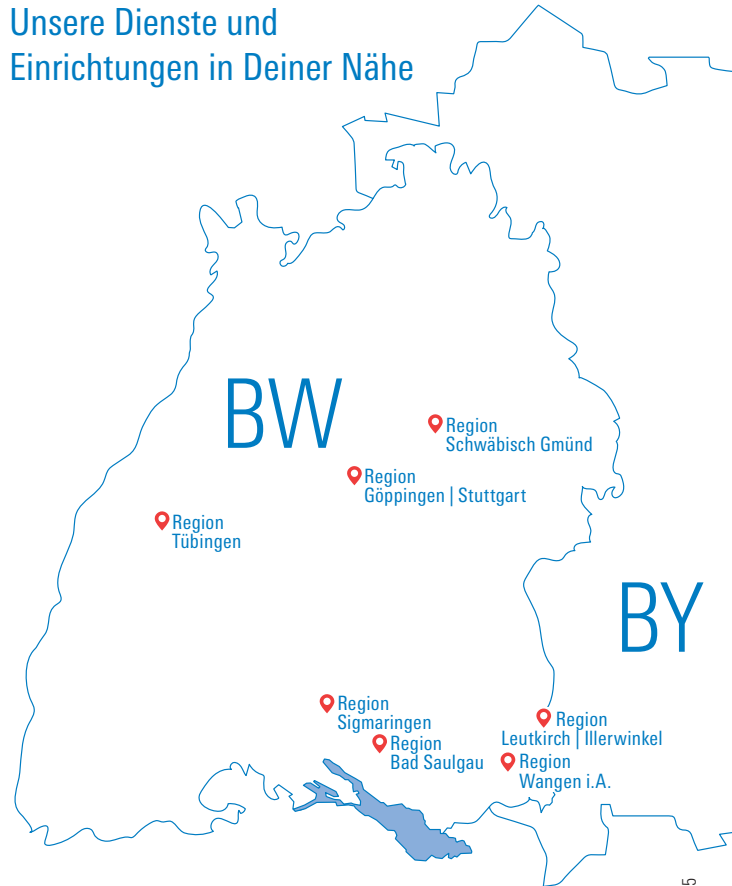 Unsere Dienste und
Einrichtungen in Deiner Nähe
BW
Region
Schwäbisch Gmünd
Region
Göppingen | Stuttgart
Region
Tübingen
BY
Region
Sigmaringen
Region
Bad Saulgau
Region
Leutkirch | Illerwinkel
Region
Wangen i.A.
5